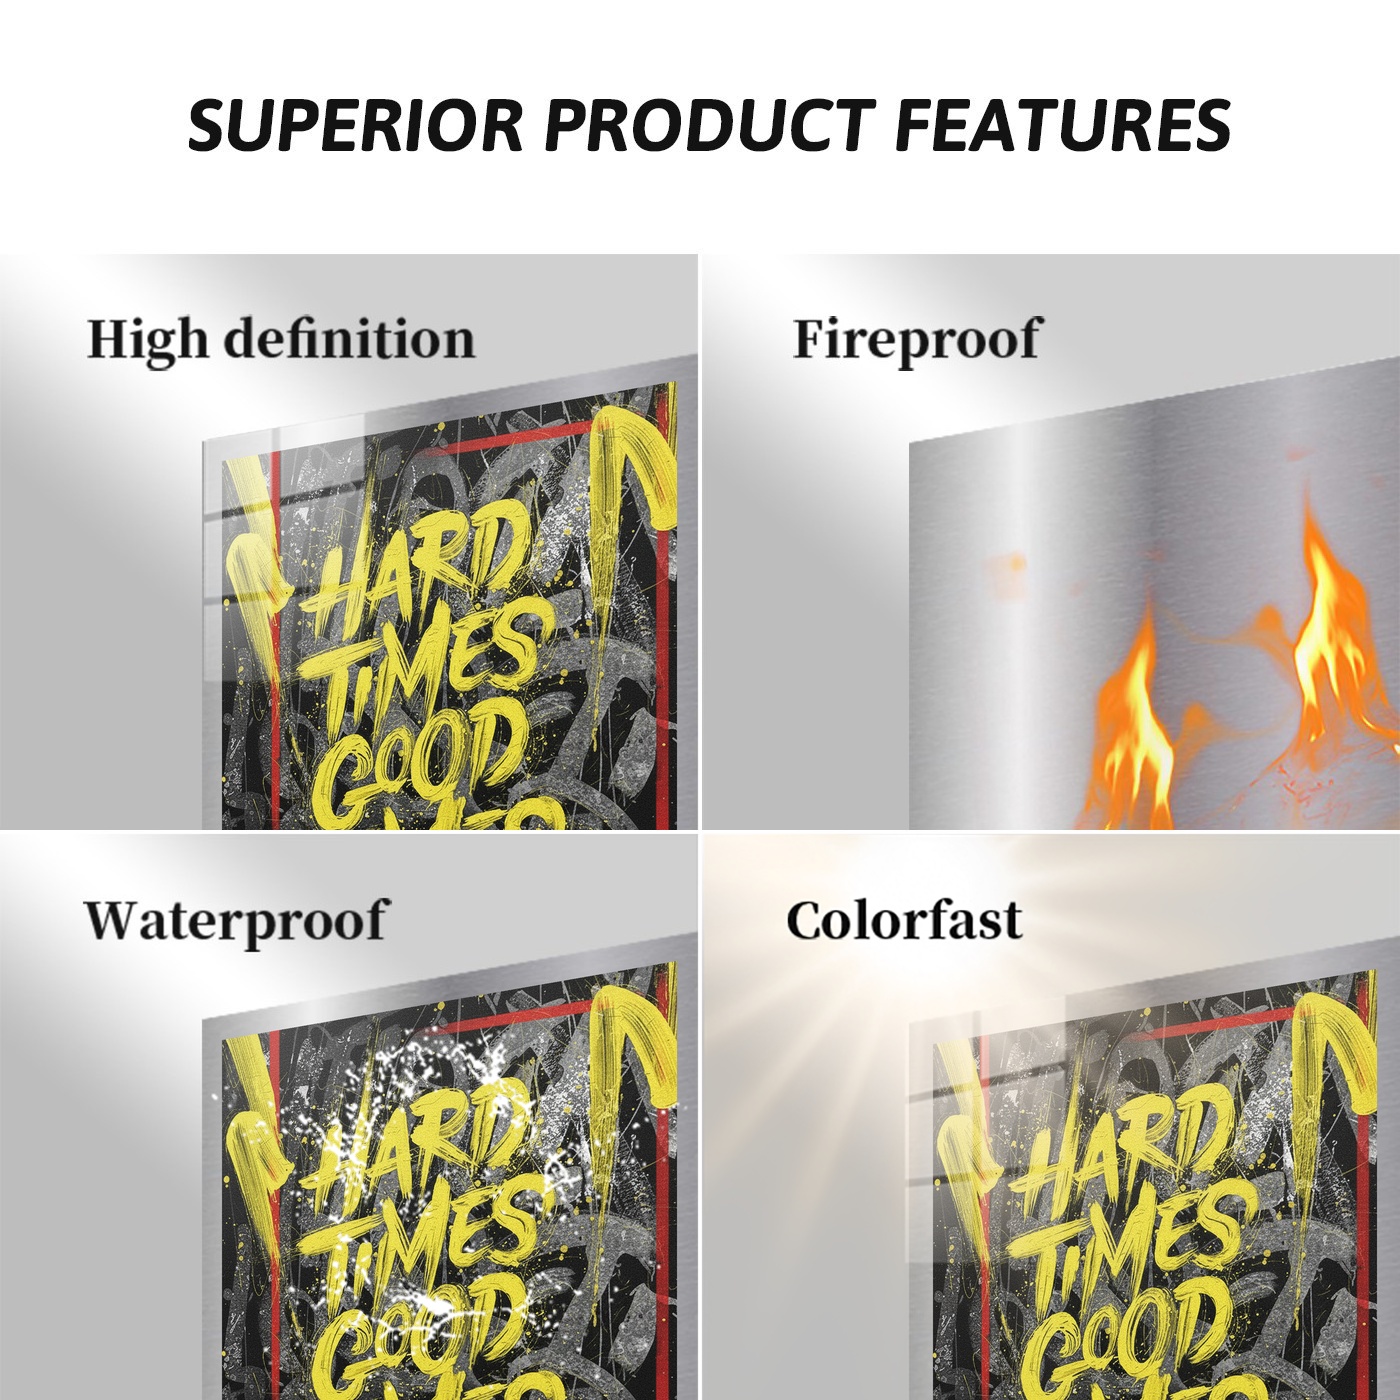 SUPERIOR PRODUCT FEATURES
High definition
HARD
TIMES
GOOD
Fireproof
Waterproof
HARD
TIMES
GOOD
Colorfast
HARD
TIMES
GOOD